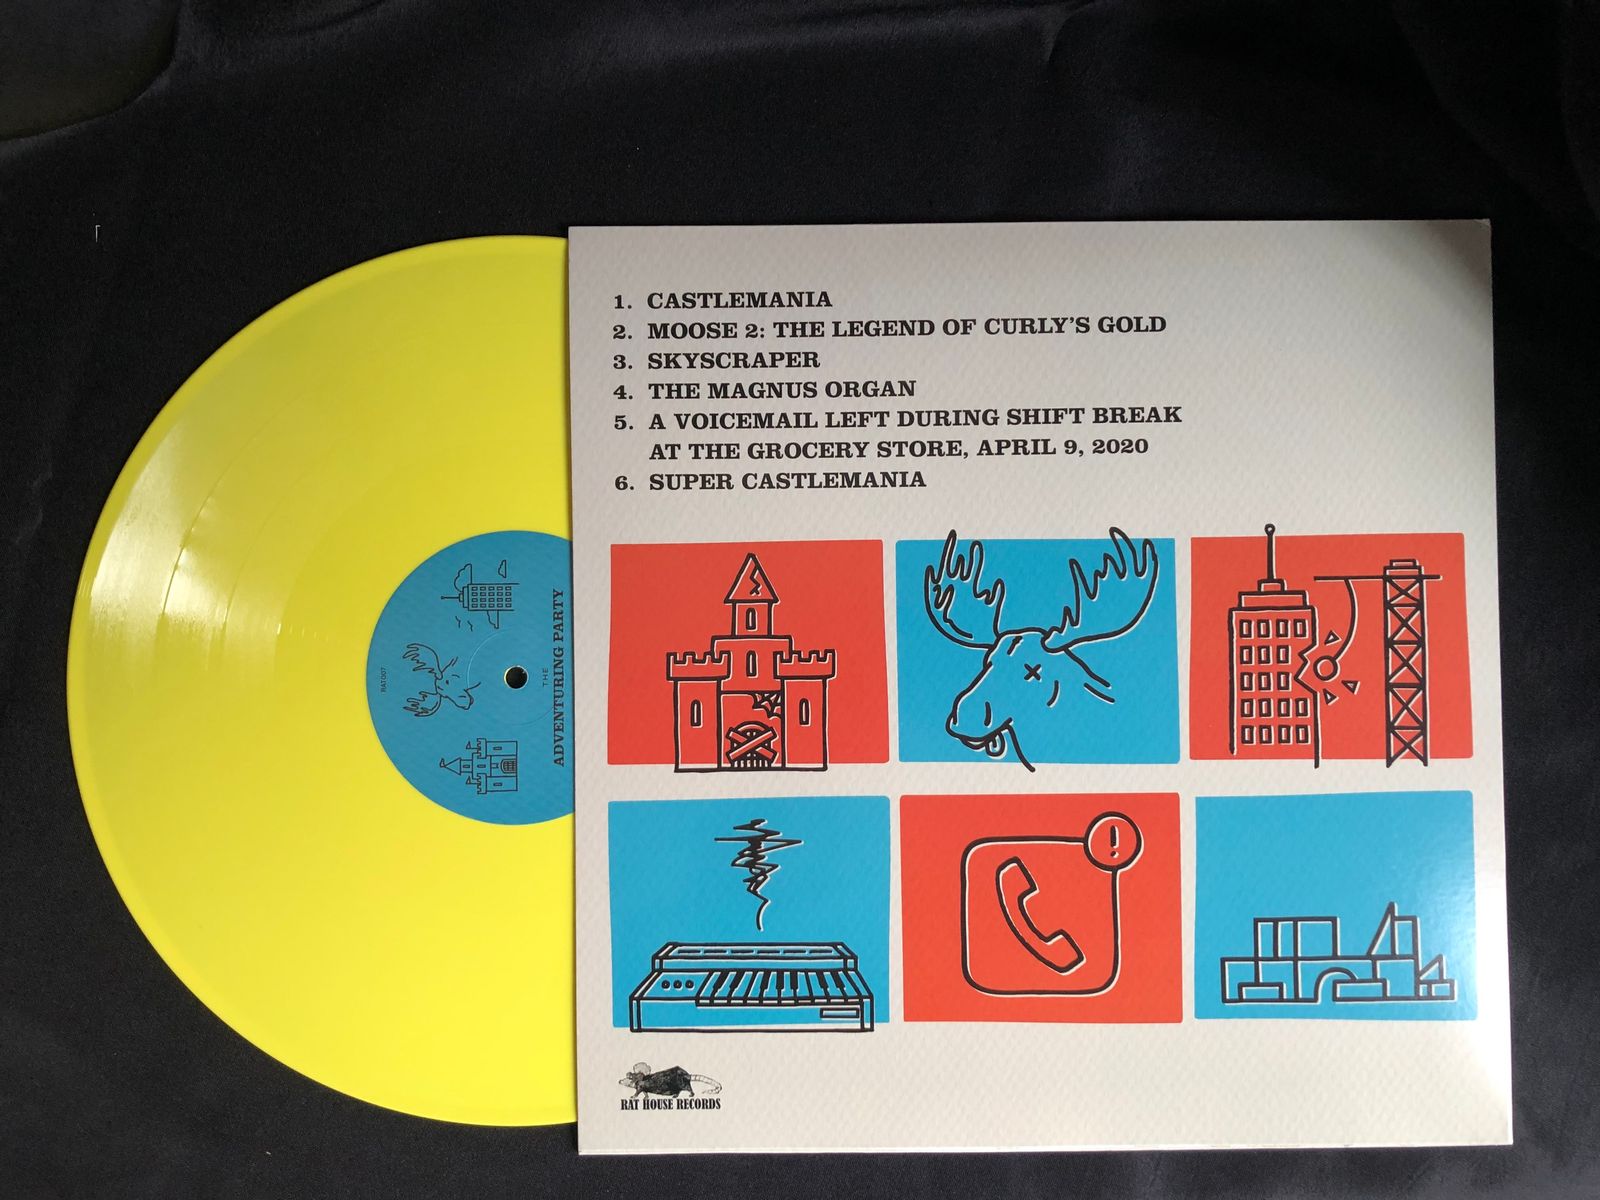 1. CASTLEMANIA
2. MOOSE 2: THE LEGEND OF CURLY'S GOLD
3. SKYSCRAPER
4. THE MAGNUS ORGAN
5. A VOICEMAIL LEFT DURING SHIFT BREAK
AT THE GROCERY STORE, APRIL 9, 2020
6. SUPER CASTLEMANIA
!
RAT HOUSE RECORDS
RAT007
THE
ADVENTURING PARTY